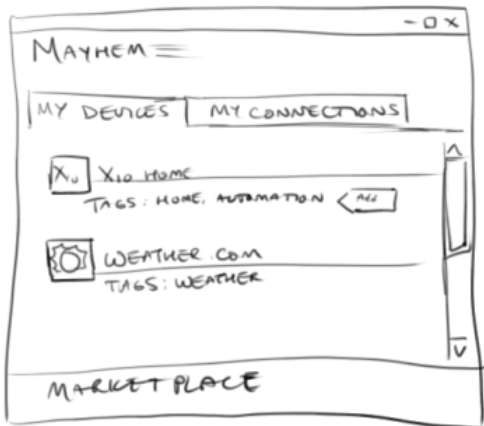 MAYHEM
MY DEVICES MY CONNECTIONS
X10 X10 HOME
TAGS: HOME, AUTOMATION ADD
WEATHER.COM
TAGS: WEATHER
MARKETPLACE